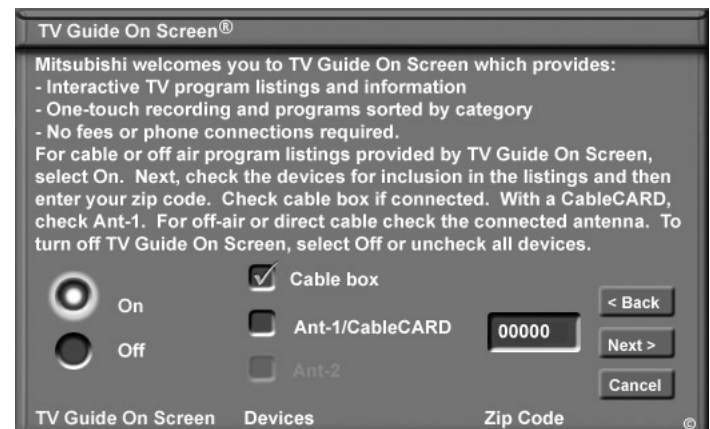 TV Guide On Screen®
Mitsubishi welcomes you to TV Guide On Screen which provides:
- Interactive TV program listings and information
- One-touch recording and programs sorted by category
- No fees or phone connections required.
For cable or off air program listings provided by TV Guide On Screen,
select On. Next, check the devices for inclusion in the listings and then
enter your zip code. Check cable box if connected. With a CableCARD,
check Ant-1. For off-air or direct cable check the connected antenna. To
turn off TV Guide On Screen, select Off or uncheck all devices.
On
Off
Cable box
Ant-1/CableCARD
Ant-2
00000
< Back
Next >
Cancel
TV Guide On Screen
Devices
Zip Code
©